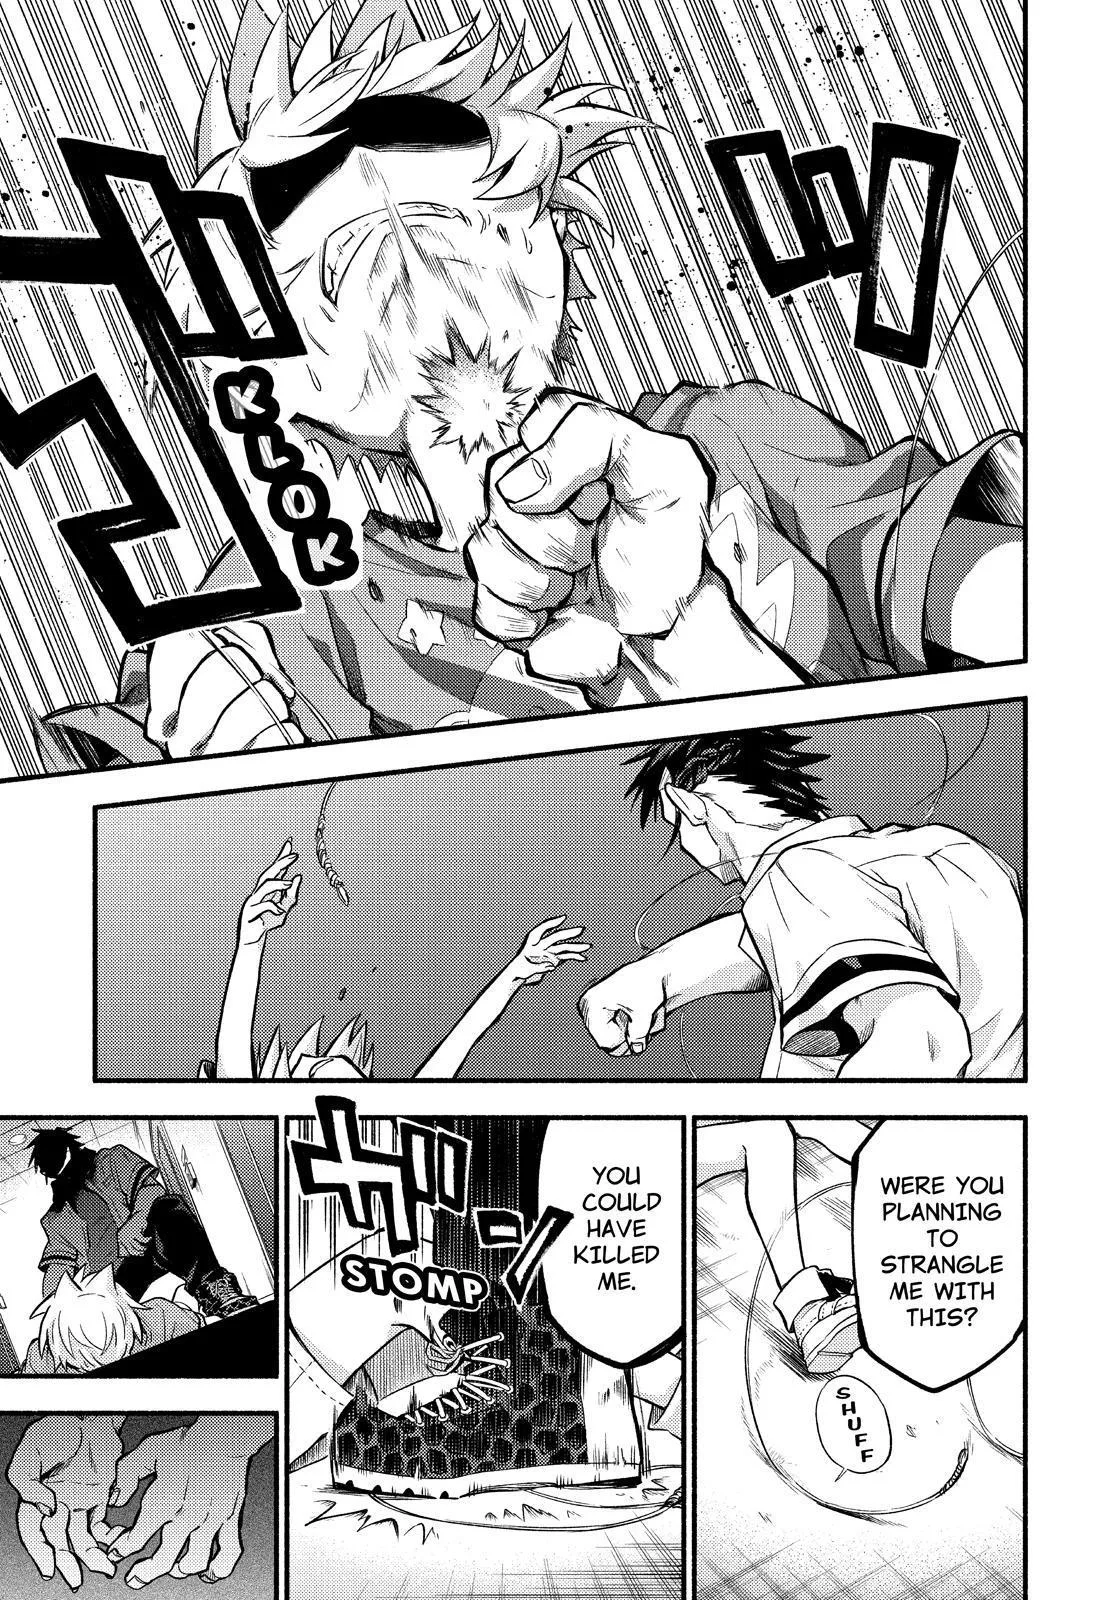 KLOK
WERE YOU
PLANNING
TO
STRANGLE
ME WITH
THIS?
SHUFF
YOU
COULD
HAVE
KILLED
ME.
STOMP